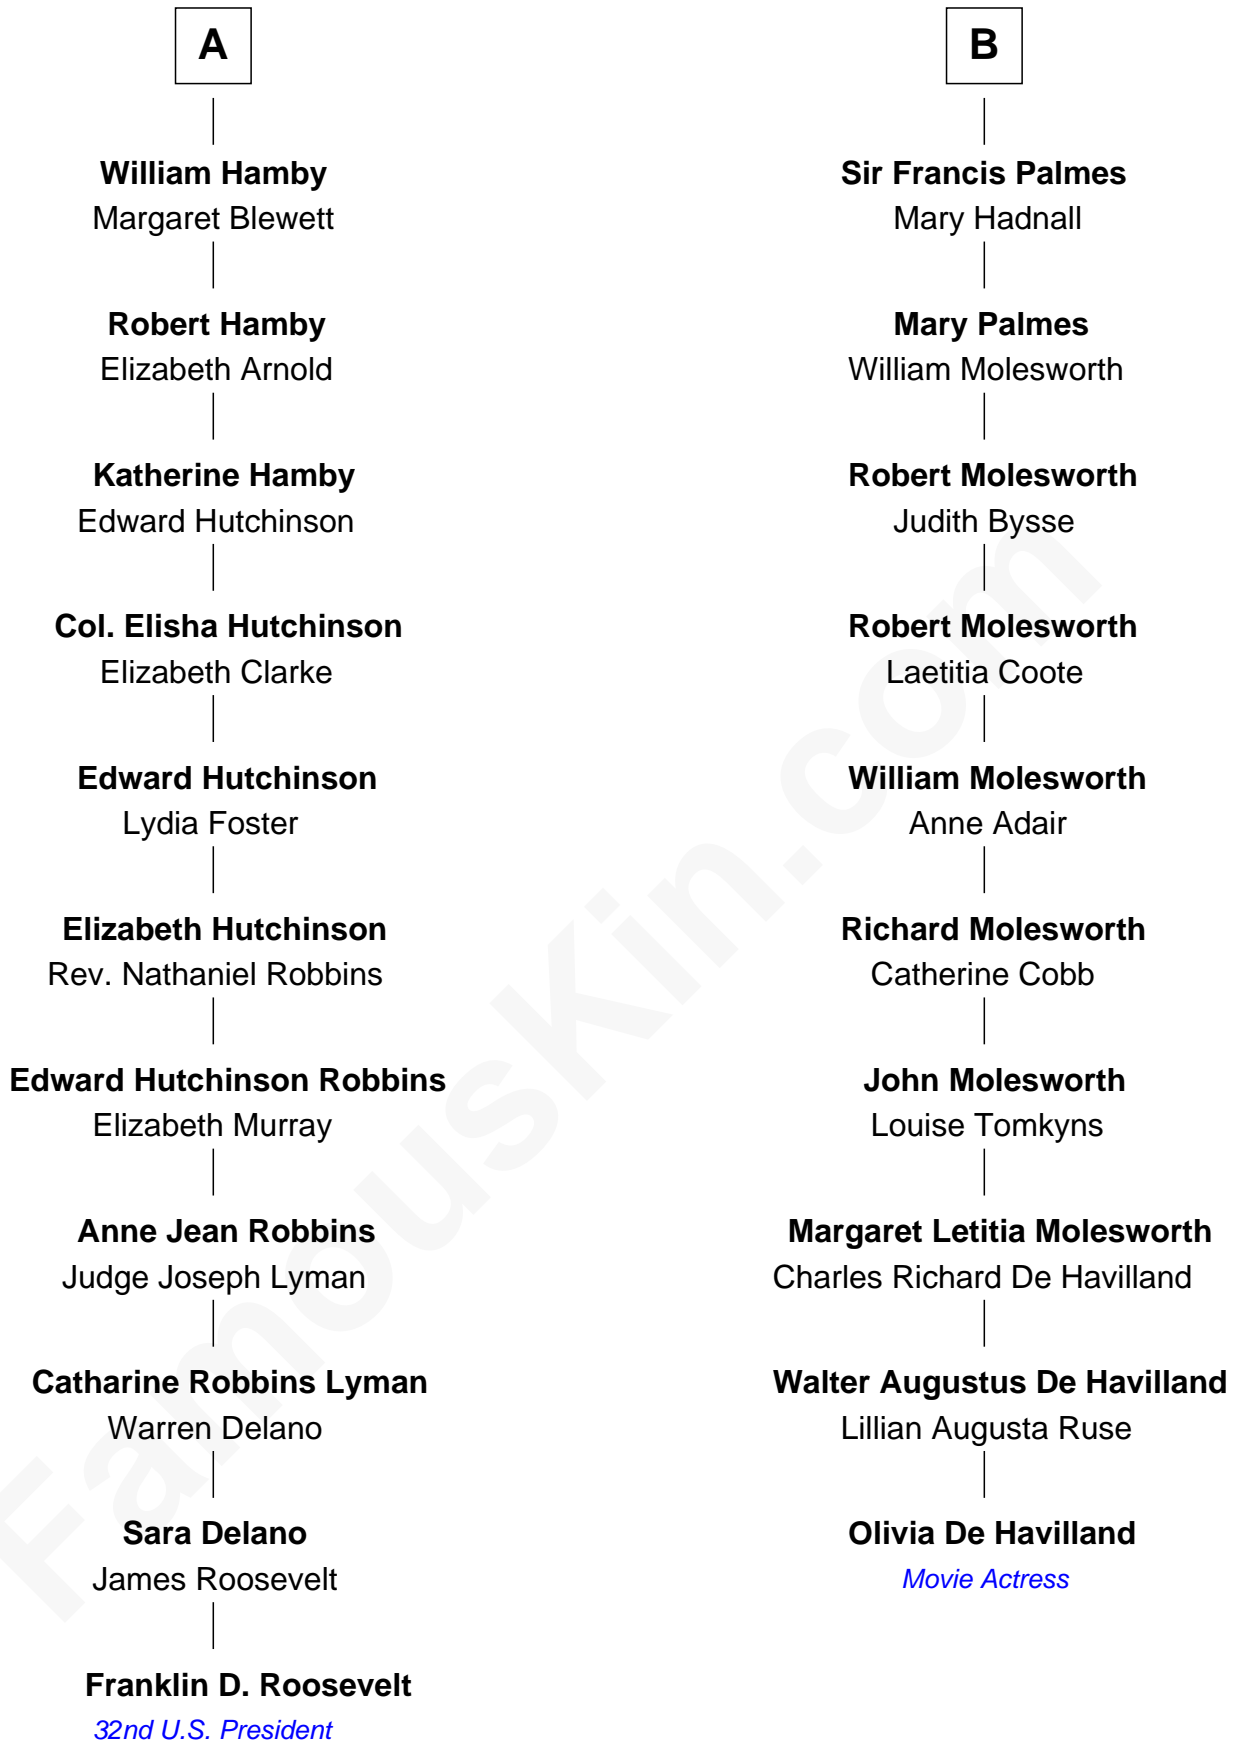 A
William Hamby
Margaret Blewett
Robert Hamby
Elizabeth Arnold
Katherine Hamby
Edward Hutchinson
Col. Elisha Hutchinson
Elizabeth Clarke
Edward Hutchinson
Lydia Foster
Elizabeth Hutchinson
Rev. Nathaniel Robbins
Edward Hutchinson Robbins
Elizabeth Murray
Anne Jean Robbins
Judge Joseph Lyman
Catharine Robbins Lyman
Warren Delano
Sara Delano
James Roosevelt
Franklin D. Roosevelt
32nd U.S. President
B
Sir Francis Palmes
Mary Hadnall
Mary Palmes
William Molesworth
Robert Molesworth
Judith Bysse
Robert Molesworth
Laetitia Coote
William Molesworth
Anne Adair
Richard Molesworth
Catherine Cobb
John Molesworth
Louise Tomkyns
Margaret Letitia Molesworth
Charles Richard De Havilland
Walter Augustus De Havilland
Lillian Augusta Ruse
Olivia De Havilland
Movie Actress
FamousKin.com